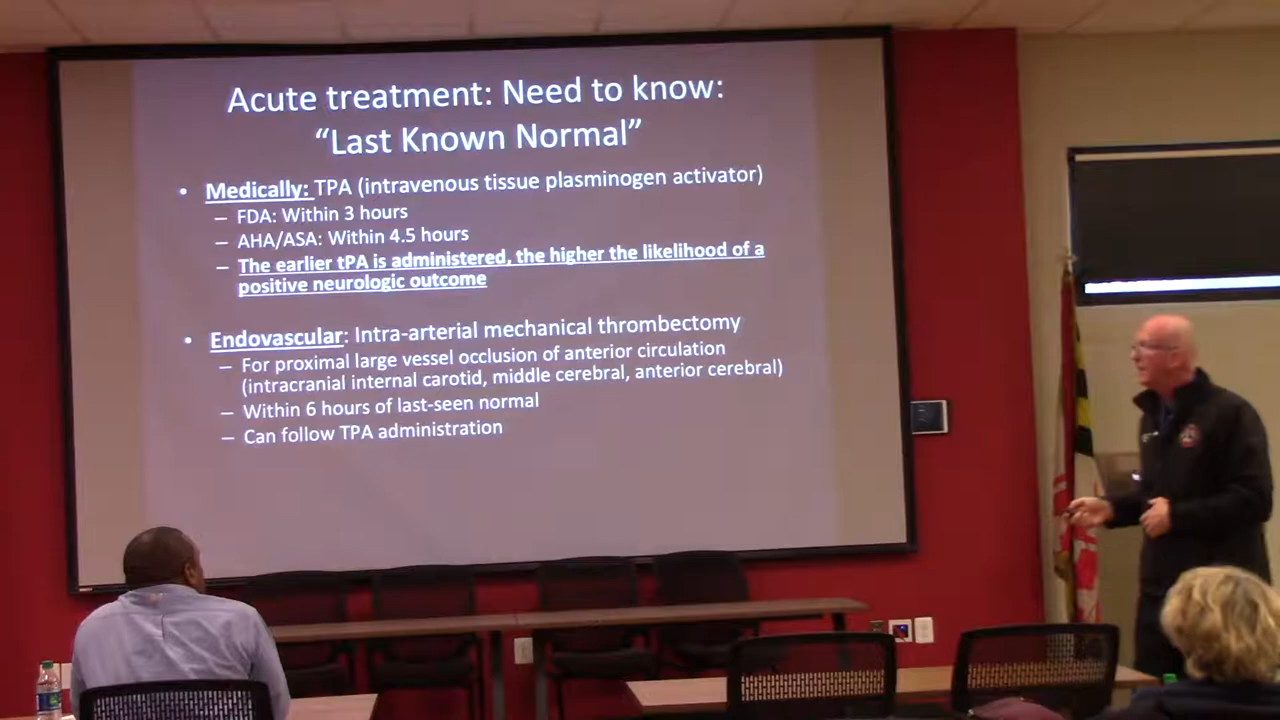 Acute treatment: Need to know:
“Last Known Normal”
• Medically: TPA (intravenous tissue plasminogen activator)
– FDA: Within 3 hours
– AHA/ASA: Within 4.5 hours
– The earlier tPA is administered, the higher the likelihood of a
positive neurologic outcome
• Endovascular: Intra-arterial mechanical thrombectomy
– For proximal large vessel occlusion of anterior circulation
(intracranial internal carotid, middle cerebral, anterior cerebral)
– Within 6 hours of last-seen normal
– Can follow TPA administration